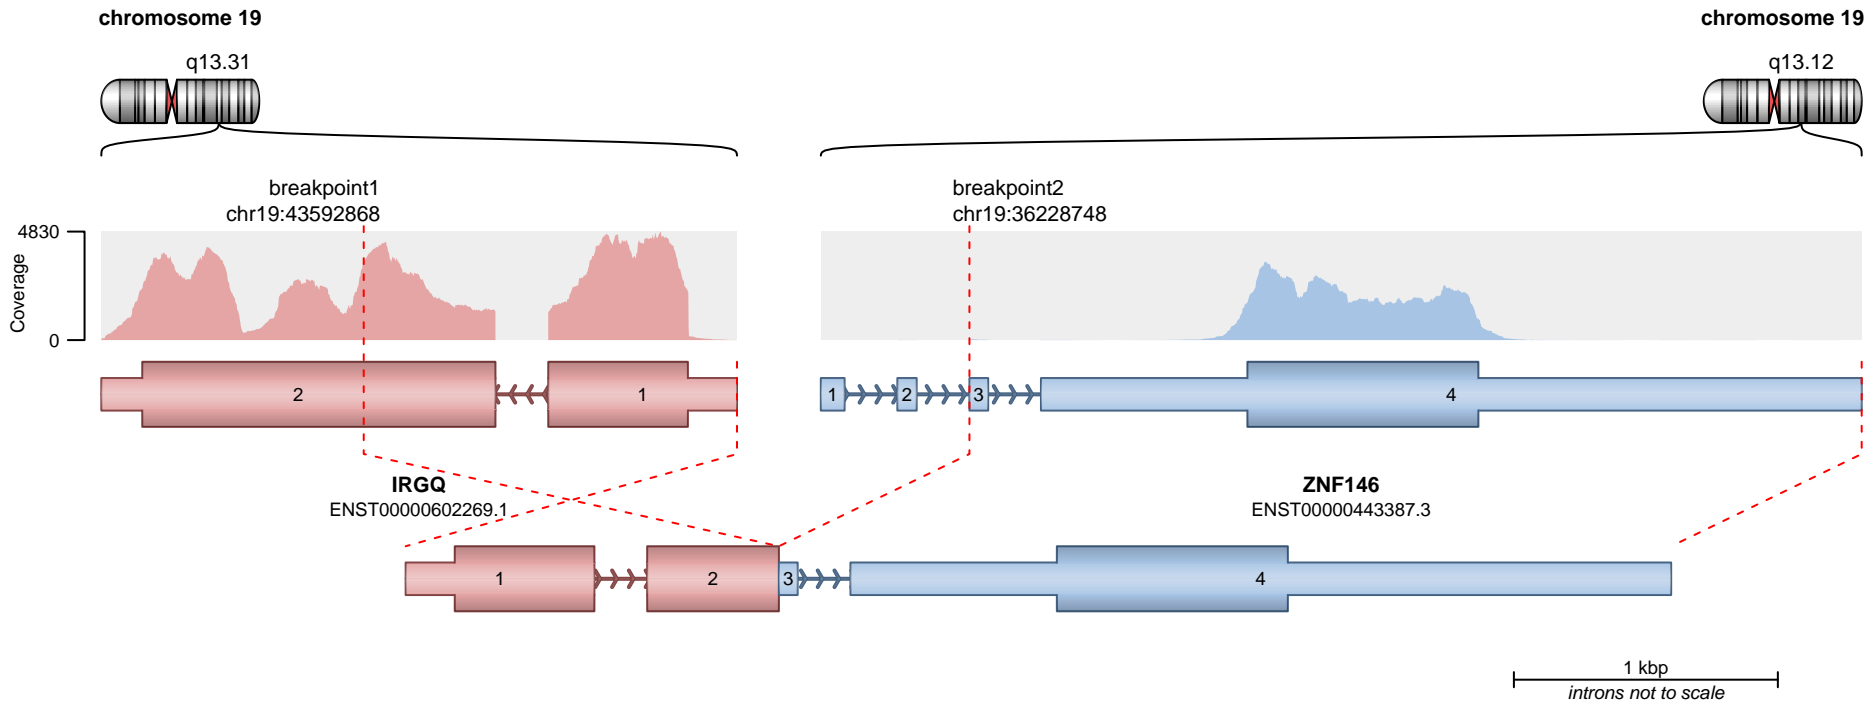 chromosome 19
chromosome 19
q13.31
q13.12
breakpoint1
chr19:43592868
breakpoint2
chr19:36228748
4830
0
Coverage
2
1
1
2
3
4
IRGQ
ENST00000602269.1
ZNF146
ENST00000443387.3
1
2
3
4
1 kbp
introns not to scale